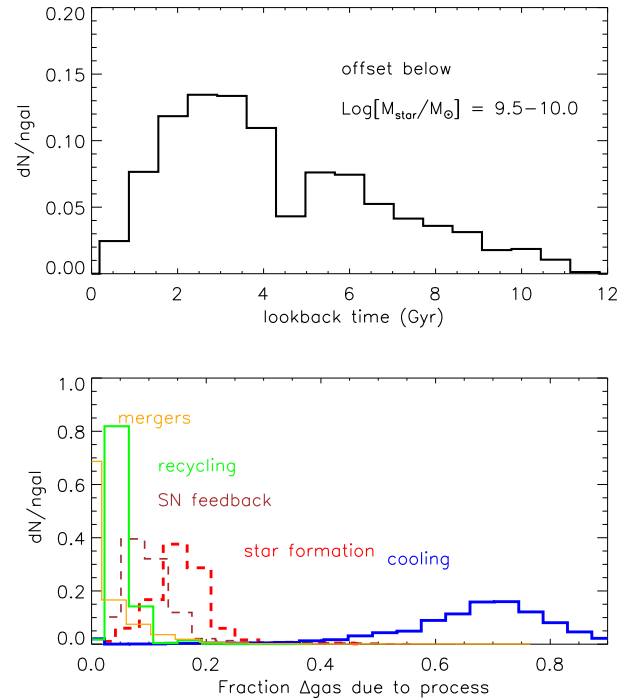 0.20
0.15
0.10
0.05
0.00
dN/ngal
offset below
Log[M_star/M_⊙] = 9.5−10.0
0 2 4 6 8 10 12
lookback time (Gyr)
1.0
0.8
0.6
0.4
0.2
0.0
dN/ngal
mergers
recycling
SN feedback
star formation
cooling
0.0 0.2 0.4 0.6 0.8
Fraction Δgas due to process